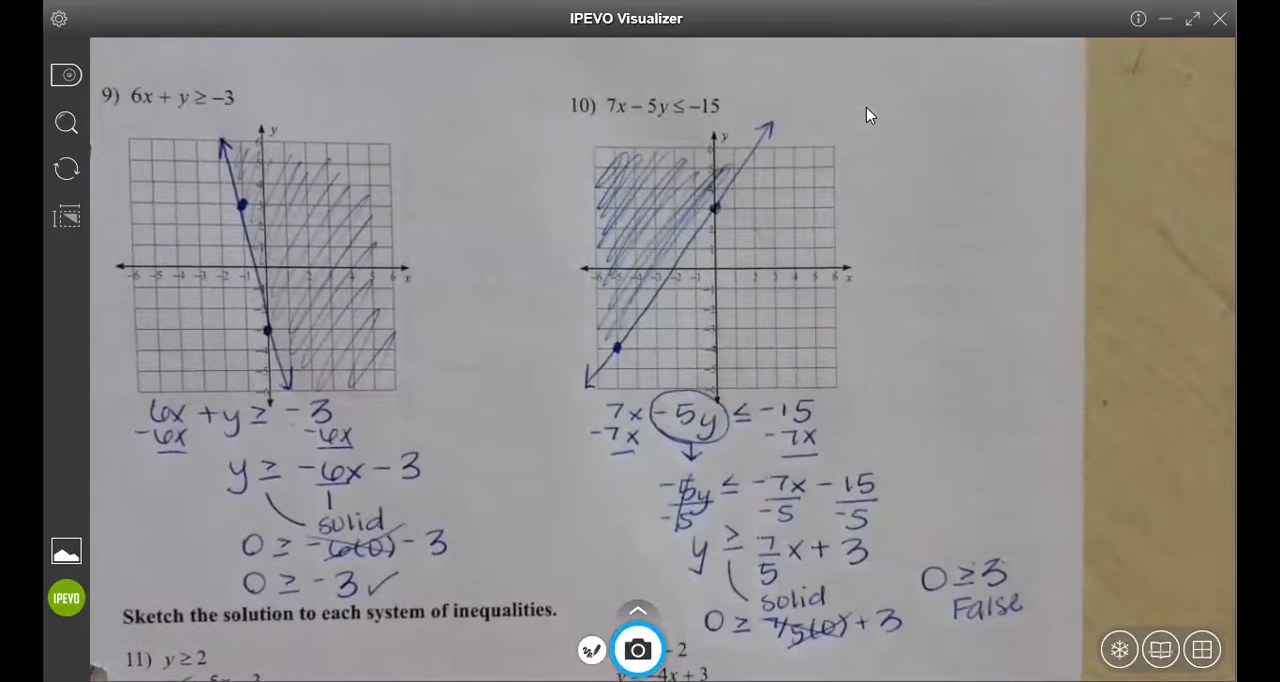 IPEVO Visualizer
9) 6x + y ≥ −3
10) 7x − 5y ≤ −15
6x + y ≥ -3
-6x -6x
y ≥ -6x - 3
1
solid
0 ≥ -6(0) - 3
0 ≥ -3 ✓
7x - 5y ≤ -15
-7x -7x
-5y ≤ -7x - 15
-5 -5 -5
y ≥ 7/5 x + 3
solid
0 ≥ 7/5(0) + 3
0 ≥ 3
False
Sketch the solution to each system of inequalities.
11) y ≥ 2
IPEVO